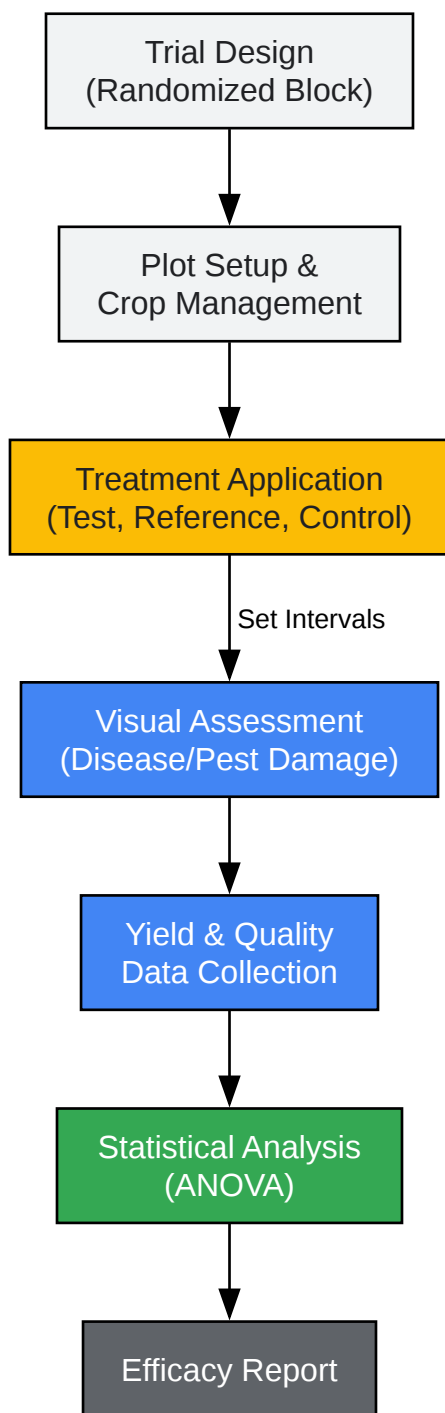 Trial Design
(Randomized Block)
Plot Setup &
Crop Management
Treatment Application
(Test, Reference, Control)
Set Intervals
Visual Assessment
(Disease/Pest Damage)
Yield & Quality
Data Collection
Statistical Analysis
(ANOVA)
Efficacy Report